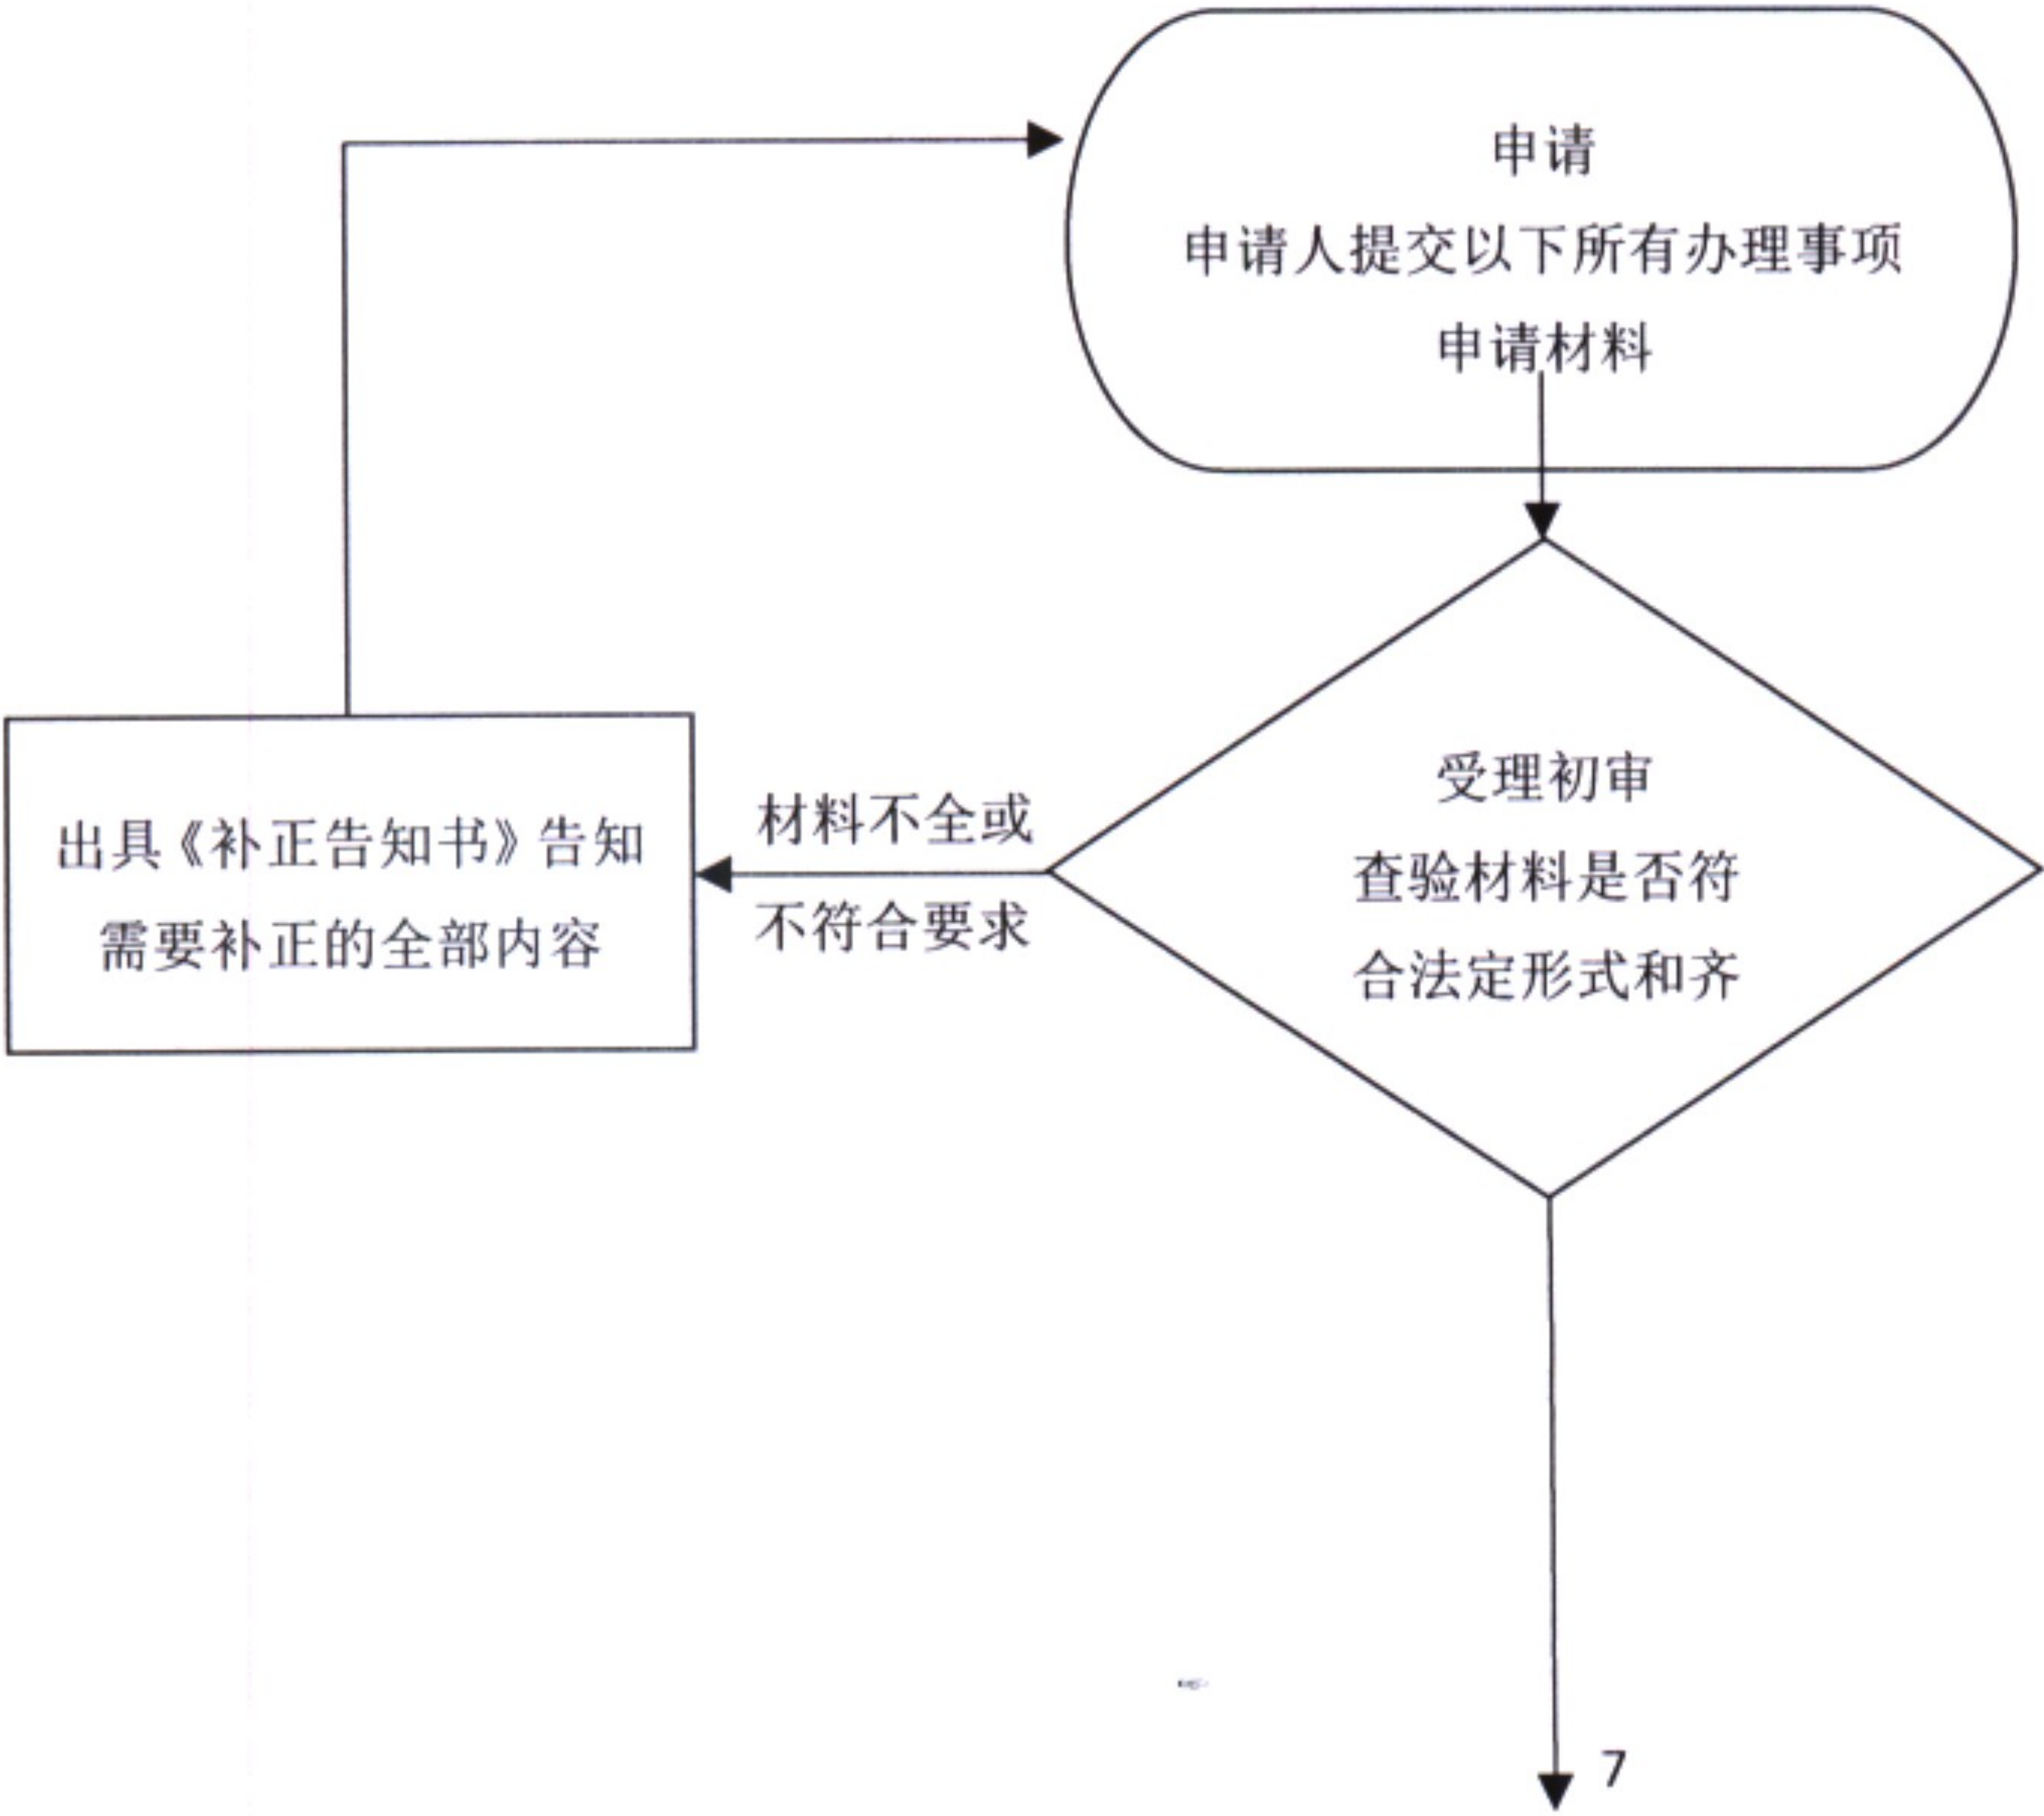 申请
申请人提交以下所有办理事项
申请材料
受理初审
查验材料是否符
合法定形式和齐
材料不全或
不符合要求
出具《补正告知书》告知
需要补正的全部内容
7